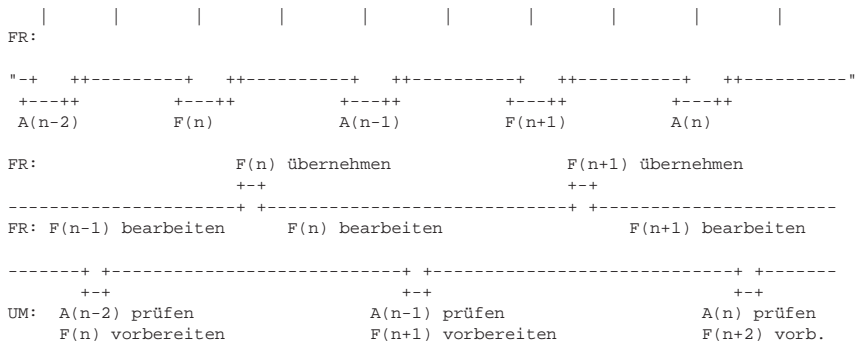 |      |       |       |       |       |       |       |       |       |
FR:
"-+   ++---------+   ++----------+   ++----------+   ++----------+   ++----------"
+---++          +---++          +---++          +---++          +---++
A(n-2)          F(n)            A(n-1)          F(n+1)          A(n)
FR:                    F(n) übernehmen                 F(n+1) übernehmen
+-+                             +-+
----------------------+ +-----------------------------+ +-----------------------
FR: F(n-1) bearbeiten      F(n) bearbeiten                  F(n+1) bearbeiten
-------+ +----------------------------+ +-----------------------------+ +-------
+-+                            +-+                             +-+
UM:  A(n-2) prüfen                 A(n-1) prüfen                   A(n) prüfen
F(n) vorbereiten              F(n+1) vorbereiten              F(n+2) vorb.